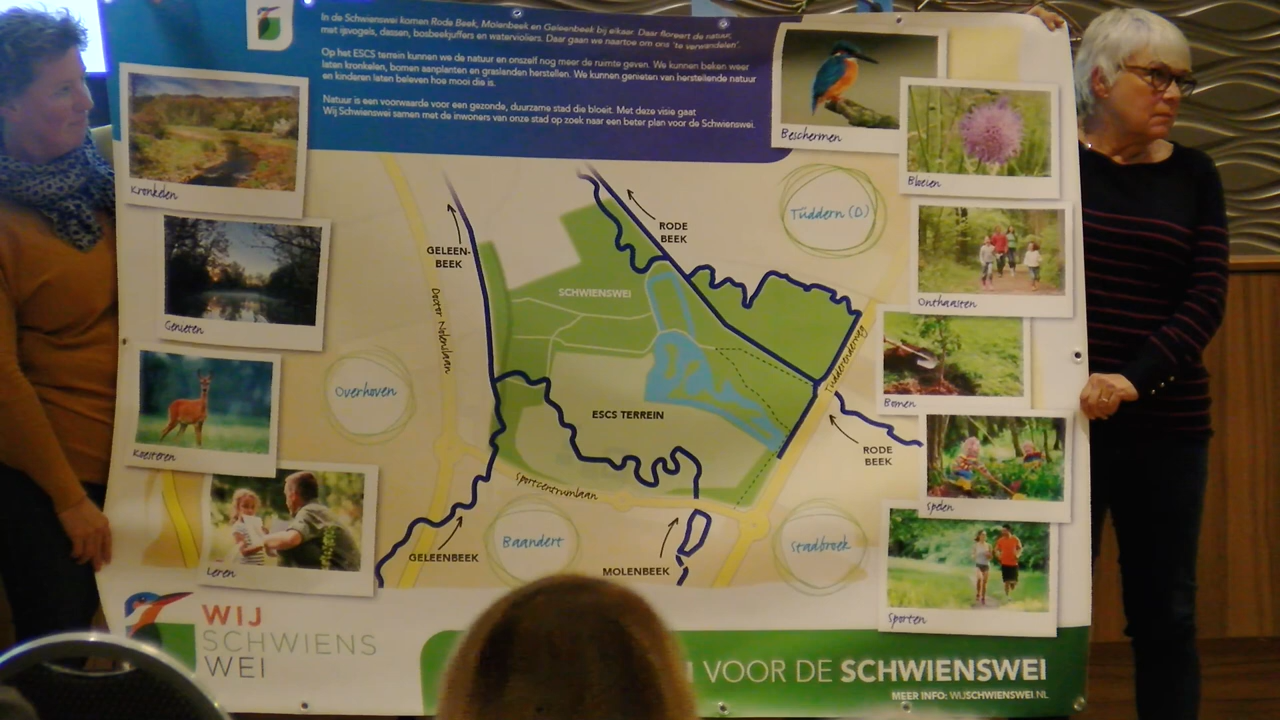 In de Schwienswei komen Rode Beek, Molenbeek en Geleenbeek bij elkaar. Daar floreert de natuur,
met ijsvogels, dassen, bosbeekjuffers en watervioliers. Daar gaan we naartoe om ons 'te verwandelen'.
Op het ESCS terrein kunnen we de natuur en onszelf nog meer de ruimte geven. We kunnen beken weer
laten kronkelen, bomen aanplanten en graslanden herstellen. We kunnen genieten van herstellende natuur
en kinderen laten beleven hoe mooi die is.
Natuur is een voorwaarde voor een gezonde, duurzame stad die bloeit. Met deze visie gaat
Wij Schwienswei samen met de inwoners van onze stad op zoek naar een beter plan voor de Schwienswei.
Kronkelen
Genieten
Koesteren
Leren
Beschermen
Bloeien
Onthaasten
Bomen
Spelen
Sporten
GELEEN-
BEEK
RODE
BEEK
Tüddern (D.)
SCHWIENSWEI
Overhoven
ESCS TERREIN
Tudderenderweg
RODE
BEEK
Sportcentrumlaan
GELEENBEEK
Baandert
MOLENBEEK
Stadbroek
WIJ
SCHWIENS
WEI
VOOR DE SCHWIENSWEI
MEER INFO: WIJSCHWIENSWEI.NL